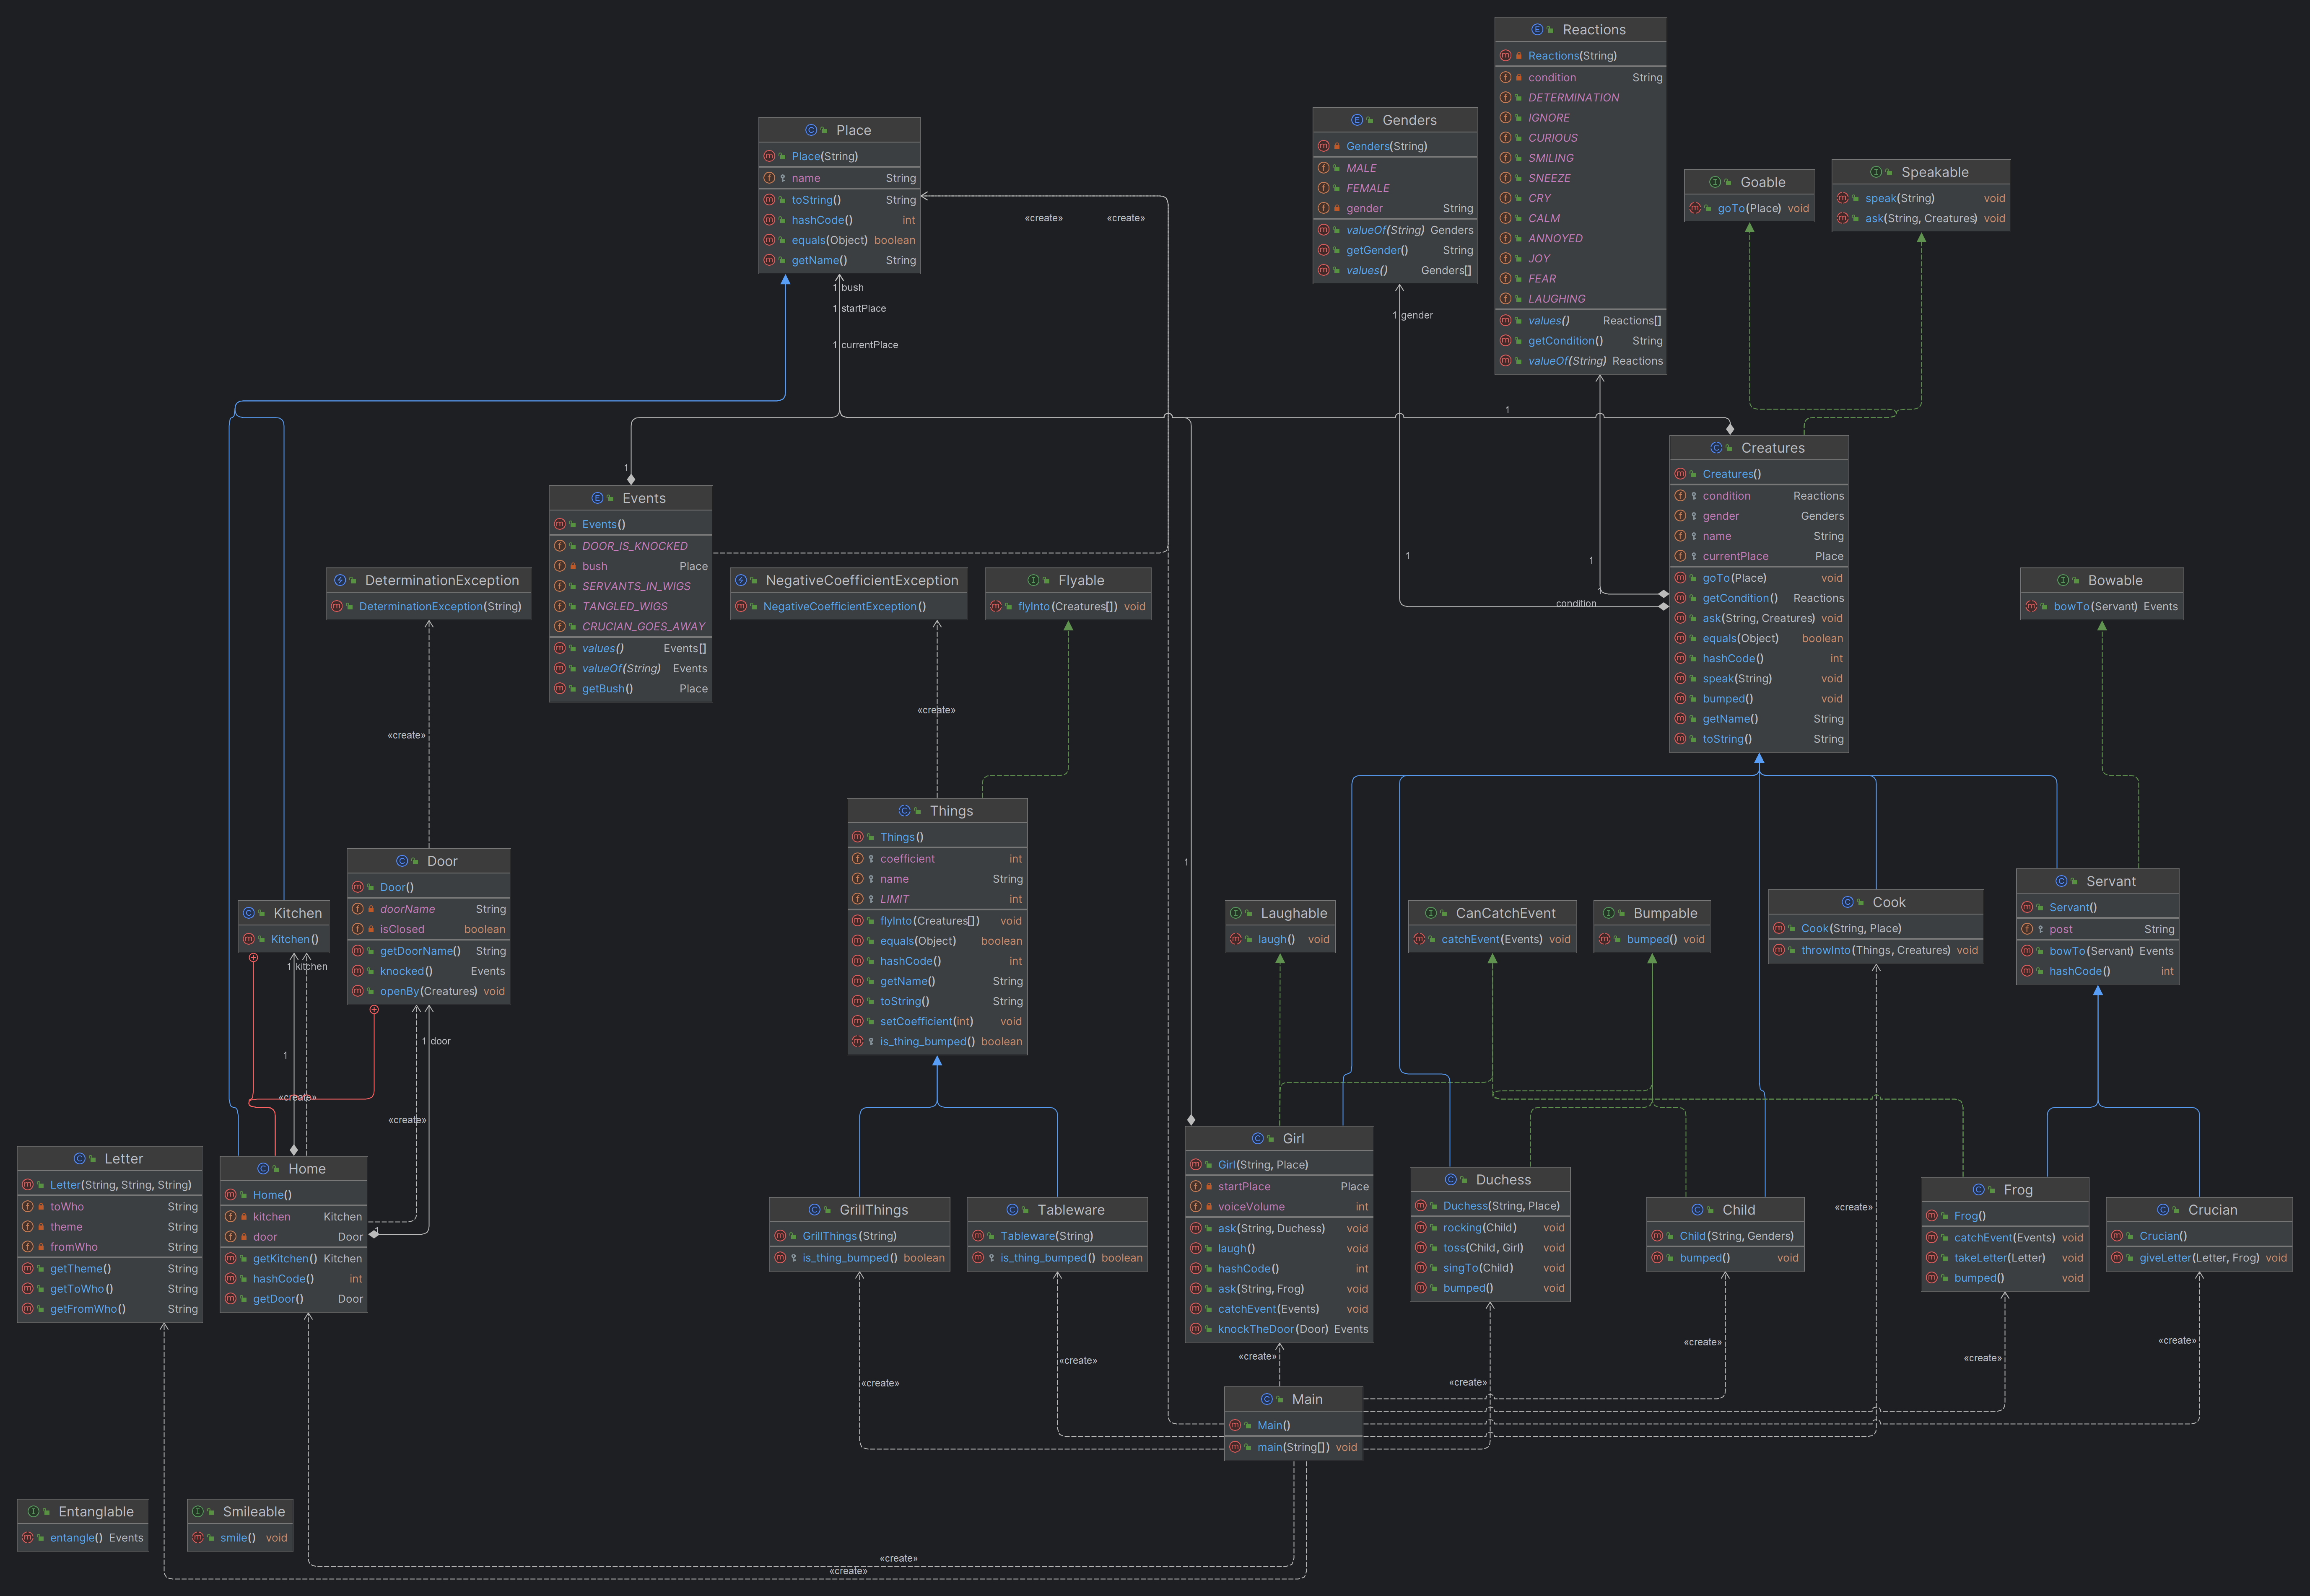 Reactions
Reactions(String)
condition String
DETERMINATION
IGNORE
CURIOUS
SMILING
SNEEZE
CRY
CALM
ANNOYED
JOY
FEAR
LAUGHING
values() Reactions[]
getCondition() String
valueOf(String) Reactions
Genders
Genders(String)
MALE
FEMALE
gender String
valueOf(String) Genders
getGender() String
values() Genders[]
Place
Place(String)
name String
toString() String
hashCode() int
equals(Object) boolean
getName() String
Goable
goTo(Place) void
Speakable
speak(String) void
ask(String, Creatures) void
«create» «create»
1 bush
1 startPlace
1 currentPlace
1 gender
1
1
Creatures
Creatures()
condition Reactions
gender Genders
name String
currentPlace Place
goTo(Place) void
getCondition() Reactions
ask(String, Creatures) void
equals(Object) boolean
hashCode() int
speak(String) void
bumped() void
getName() String
toString() String
Events
Events()
DOOR_IS_KNOCKED
bush Place
SERVANTS_IN_WIGS
TANGLED_WIGS
CRUCIAN_GOES_AWAY
values() Events[]
valueOf(String) Events
getBush() Place
1
1
1
condition
DeterminationException
DeterminationException(String)
NegativeCoefficientException
NegativeCoefficientException()
Flyable
flyInto(Creatures[]) void
Bowable
bowTo(Servant) Events
«create»
«create»
Things
Things()
coefficient int
name String
LIMIT int
flyInto(Creatures[]) void
equals(Object) boolean
hashCode() int
getName() String
toString() String
setCoefficient(int) void
is_thing_bumped() boolean
Door
Door()
doorName String
isClosed boolean
getDoorName() String
knocked() Events
openBy(Creatures) void
1
Kitchen
Kitchen()
1 kitchen
Laughable
laugh() void
CanCatchEvent
catchEvent(Events) void
Bumpable
bumped() void
Cook
Cook(String, Place)
throwInto(Things, Creatures) void
Servant
Servant()
post String
bowTo(Servant) Events
hashCode() int
1 door
1
«create»
«create»
Letter
Letter(String, String, String)
toWho String
theme String
fromWho String
getTheme() String
getToWho() String
getFromWho() String
Home
Home()
kitchen Kitchen
door Door
getKitchen() Kitchen
hashCode() int
getDoor() Door
1
GrillThings
GrillThings(String)
is_thing_bumped() boolean
Tableware
Tableware(String)
is_thing_bumped() boolean
Girl
Girl(String, Place)
startPlace Place
voiceVolume int
ask(String, Duchess) void
laugh() void
hashCode() int
ask(String, Frog) void
catchEvent(Events) void
knockTheDoor(Door) Events
Duchess
Duchess(String, Place)
rocking(Child) void
toss(Child, Girl) void
singTo(Child) void
bumped() void
Child
Child(String, Genders)
bumped() void
Frog
Frog()
catchEvent(Events) void
takeLetter(Letter) void
bumped() void
Crucian
Crucian()
giveLetter(Letter, Frog) void
«create»
«create»
«create»
«create»
«create»
«create»
«create»
«create»
Main
Main()
main(String[]) void
Entanglable
entangle() Events
Smileable
smile() void
«create»
«create»